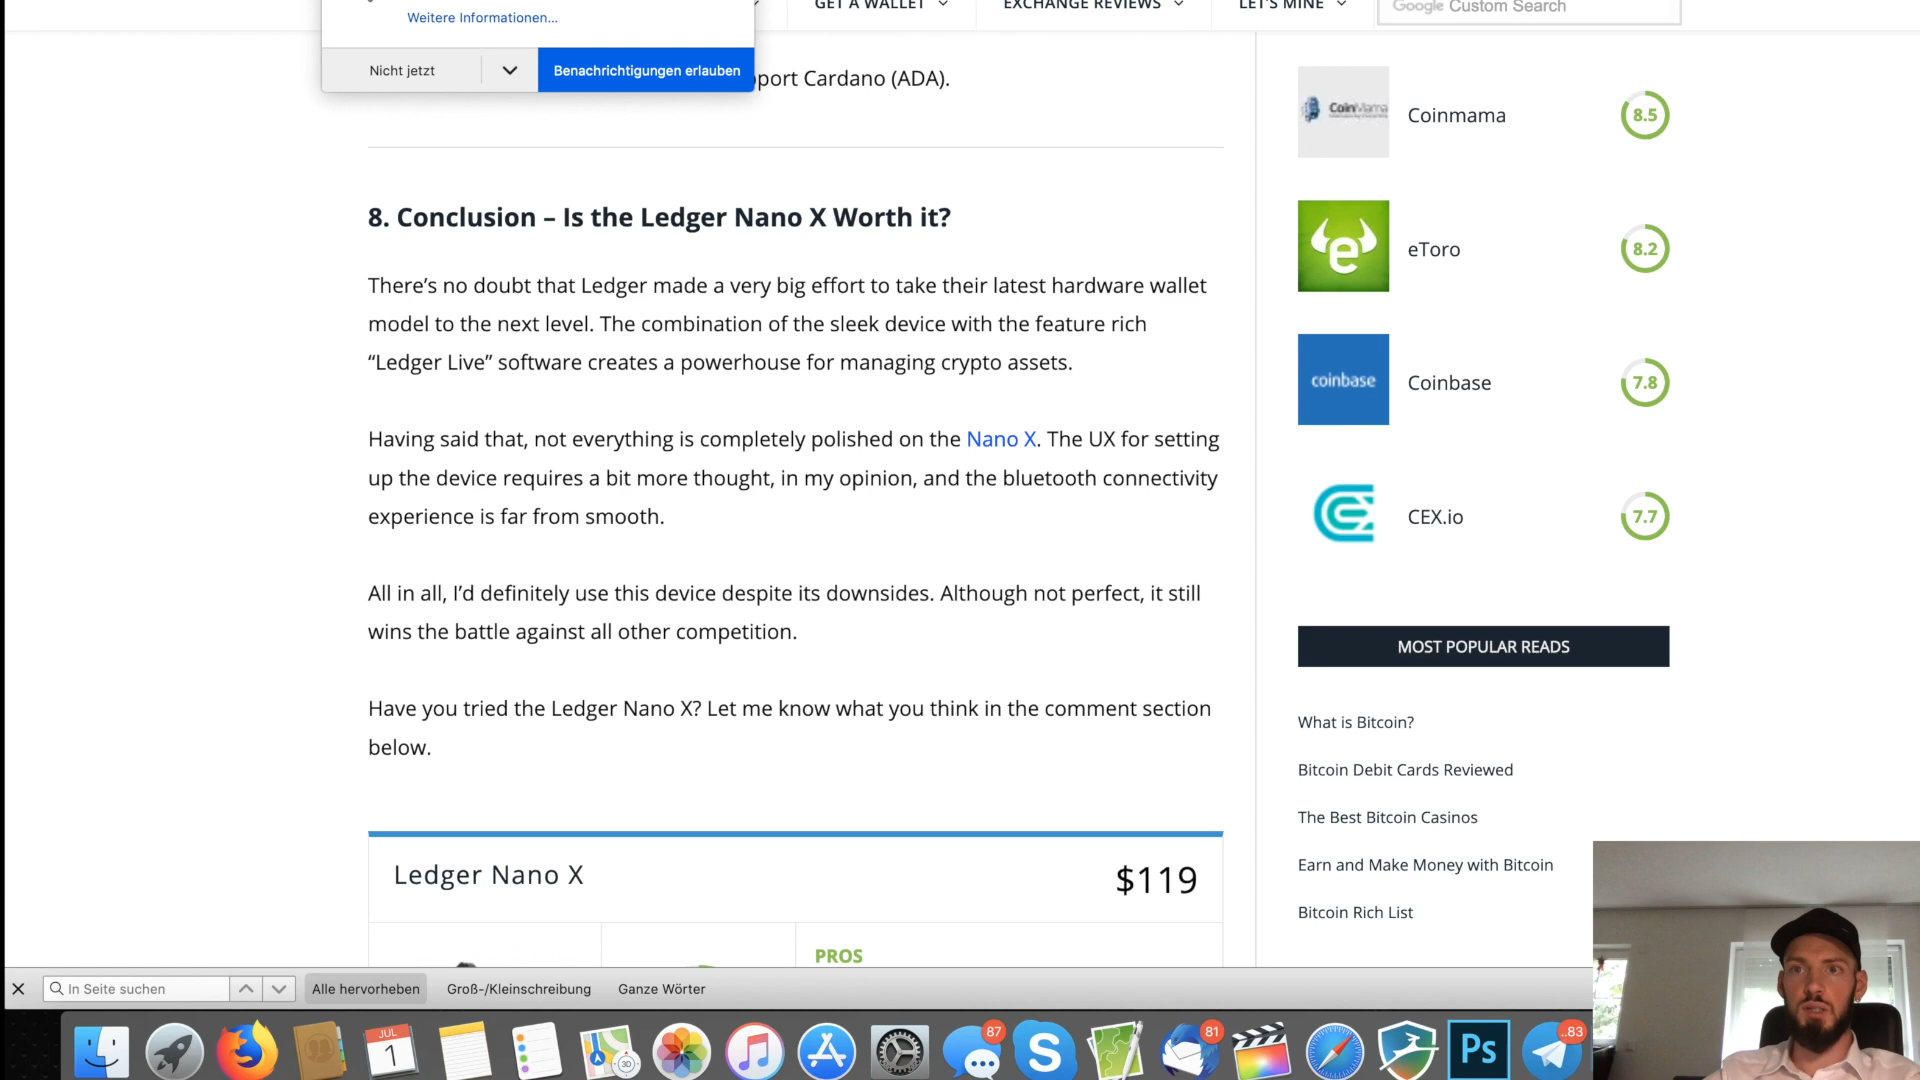 GET A WALLET
EXCHANGE REVIEWS
LET'S MINE
Google Custom Search
Weitere Informationen...
Nicht jetzt
Benachrichtigungen erlauben
port Cardano (ADA).
8. Conclusion – Is the Ledger Nano X Worth it?
There’s no doubt that Ledger made a very big effort to take their latest hardware wallet
model to the next level. The combination of the sleek device with the feature rich
“Ledger Live” software creates a powerhouse for managing crypto assets.
Having said that, not everything is completely polished on the Nano X. The UX for setting
up the device requires a bit more thought, in my opinion, and the bluetooth connectivity
experience is far from smooth.
All in all, I’d definitely use this device despite its downsides. Although not perfect, it still
wins the battle against all other competition.
Have you tried the Ledger Nano X? Let me know what you think in the comment section
below.
Ledger Nano X
$119
PROS
CoinMama
Coinmama
8.5
e
eToro
8.2
coinbase
Coinbase
7.8
CEX.io
7.7
MOST POPULAR READS
What is Bitcoin?
Bitcoin Debit Cards Reviewed
The Best Bitcoin Casinos
Earn and Make Money with Bitcoin
Bitcoin Rich List
In Seite suchen
Alle hervorheben
Groß-/Kleinschreibung
Ganze Wörter
JUL
1
3D
87
S
81
Ps
..83